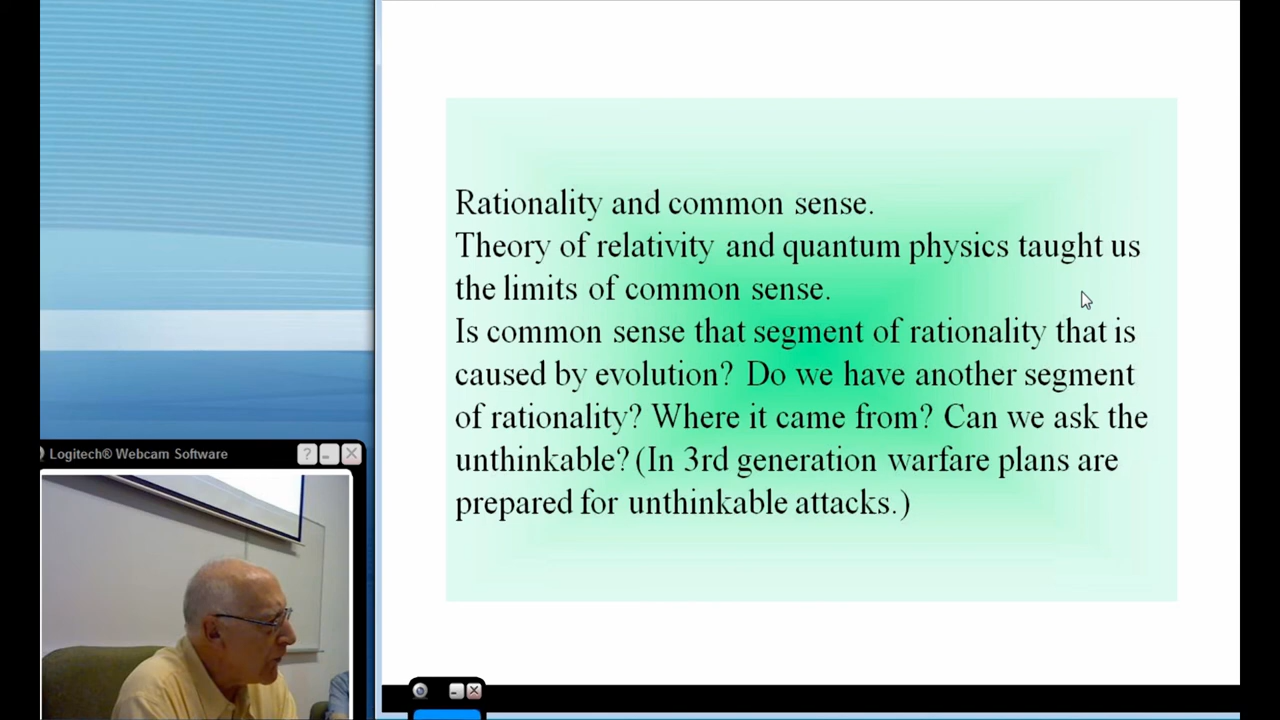 Rationality and common sense.
Theory of relativity and quantum physics taught us
the limits of common sense.
Is common sense that segment of rationality that is
caused by evolution? Do we have another segment
of rationality? Where it came from? Can we ask the
unthinkable? (In 3rd generation warfare plans are
prepared for unthinkable attacks.)
Logitech® Webcam Software